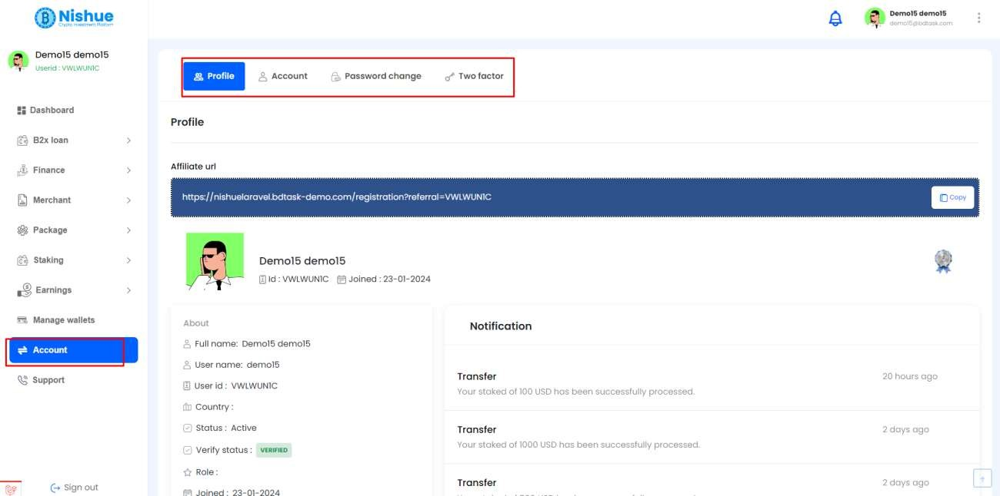 Nishue
Crypto Investment Platform
Demo15 demo15
demo15@bdtask.com
Demo15 demo15
Userid : VWLWUN1C
Dashboard
B2x loan
Finance
Merchant
Package
Staking
Earnings
Manage wallets
Account
Support
Sign out
Profile
Account
Password change
Two factor
Profile
Affiliate url
https://nishuelaravel.bdtask-demo.com/registration?referral=VWLWUN1C
Copy
Demo15 demo15
Id : VWLWUN1C Joined : 23-01-2024
About
Full name: Demo15 demo15
User name: demo15
User id : VWLWUN1C
Country :
Status : Active
Verify status : VERIFIED
Role :
Joined : 23-01-2024
Notification
Transfer 20 hours ago
Your staked of 100 USD has been successfully processed.
Transfer 2 days ago
Your staked of 1000 USD has been successfully processed.
Transfer 2 days ago